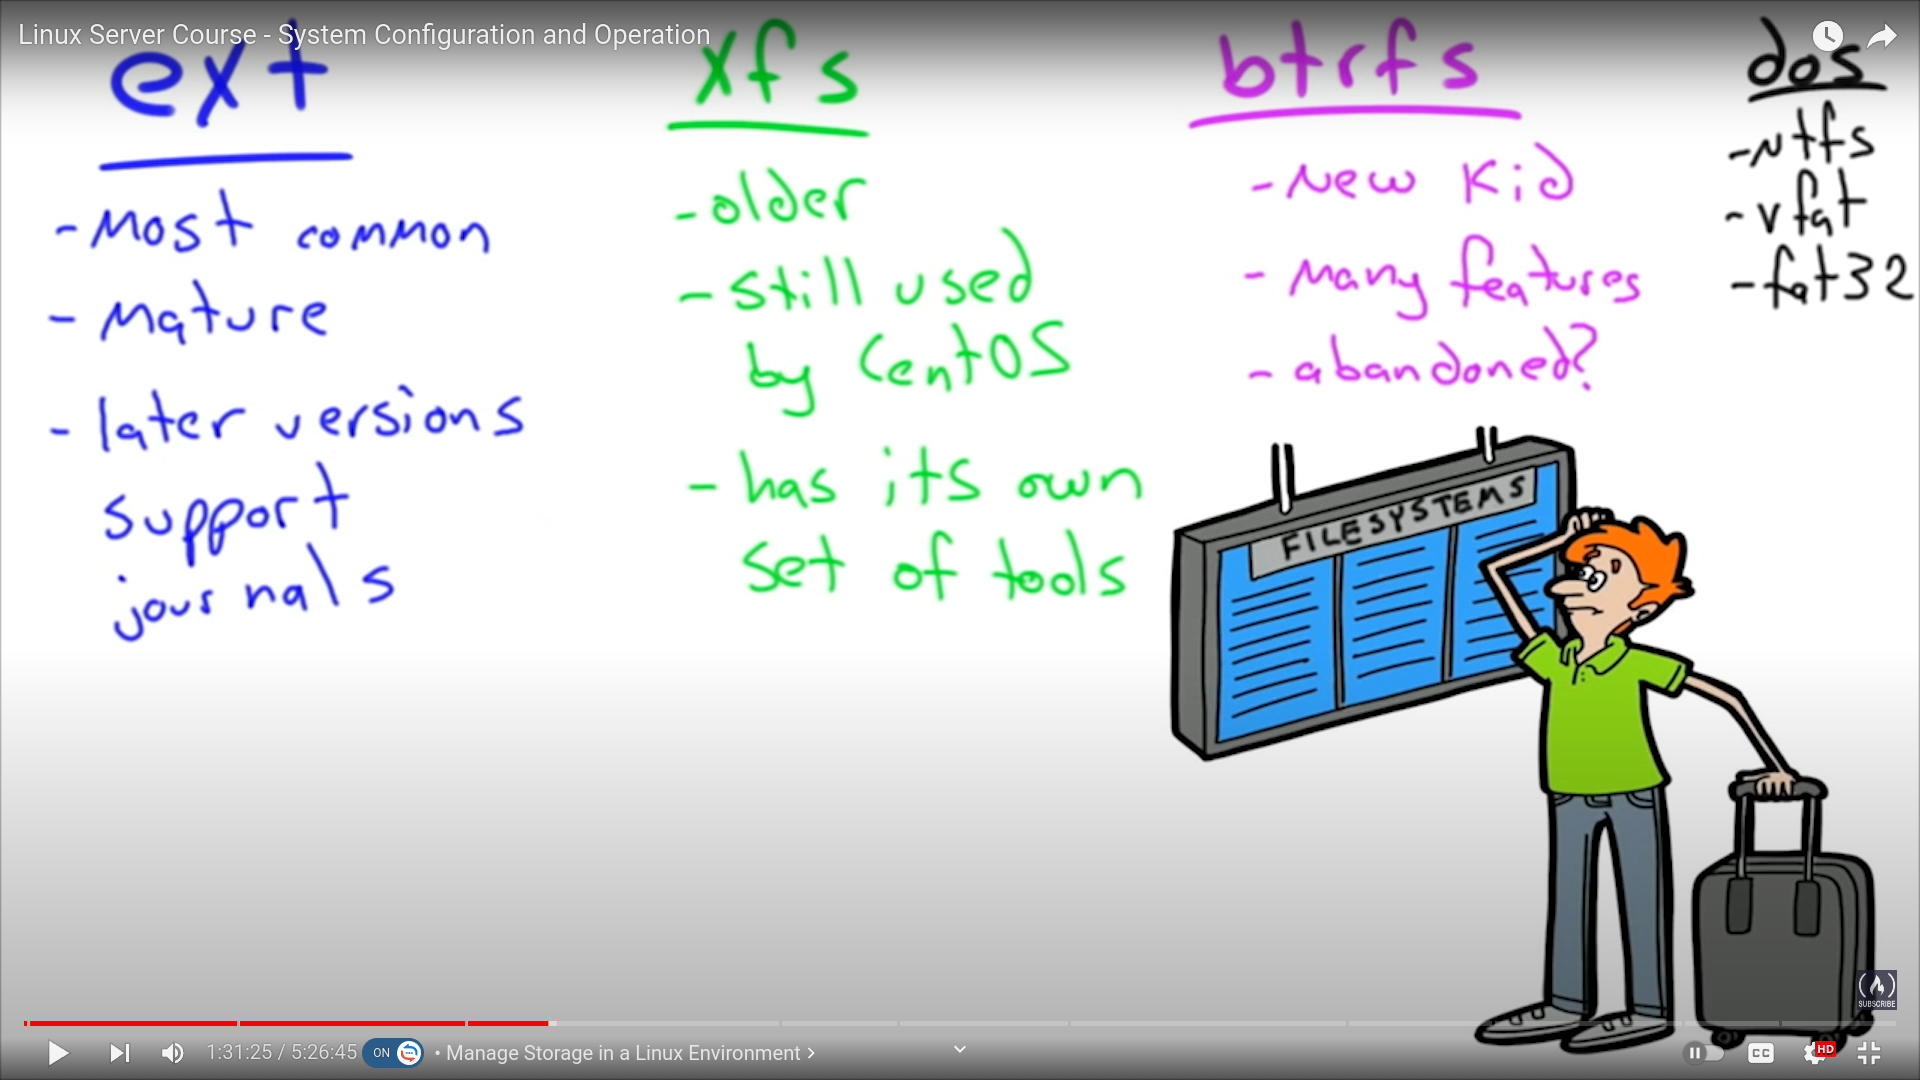 Linux Server Course - System Configuration and Operation
ext
- Most common
- Mature
- later versions
support
journals
xfs
- older
- still used
by CentOS
- has its own
set of tools
btrfs
- New Kid
- Many features
- abandoned?
dos
- ntfs
- vfat
- fat32
FILESYSTEMS
SUBSCRIBE
1:31:25 / 5:26:45
ON
• Manage Storage in a Linux Environment >
CC
HD